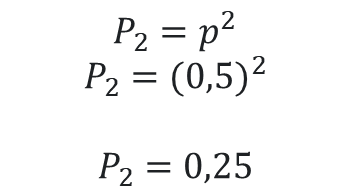 P₂ = p²
P₂ = (0,5)²
P₂ = 0,25